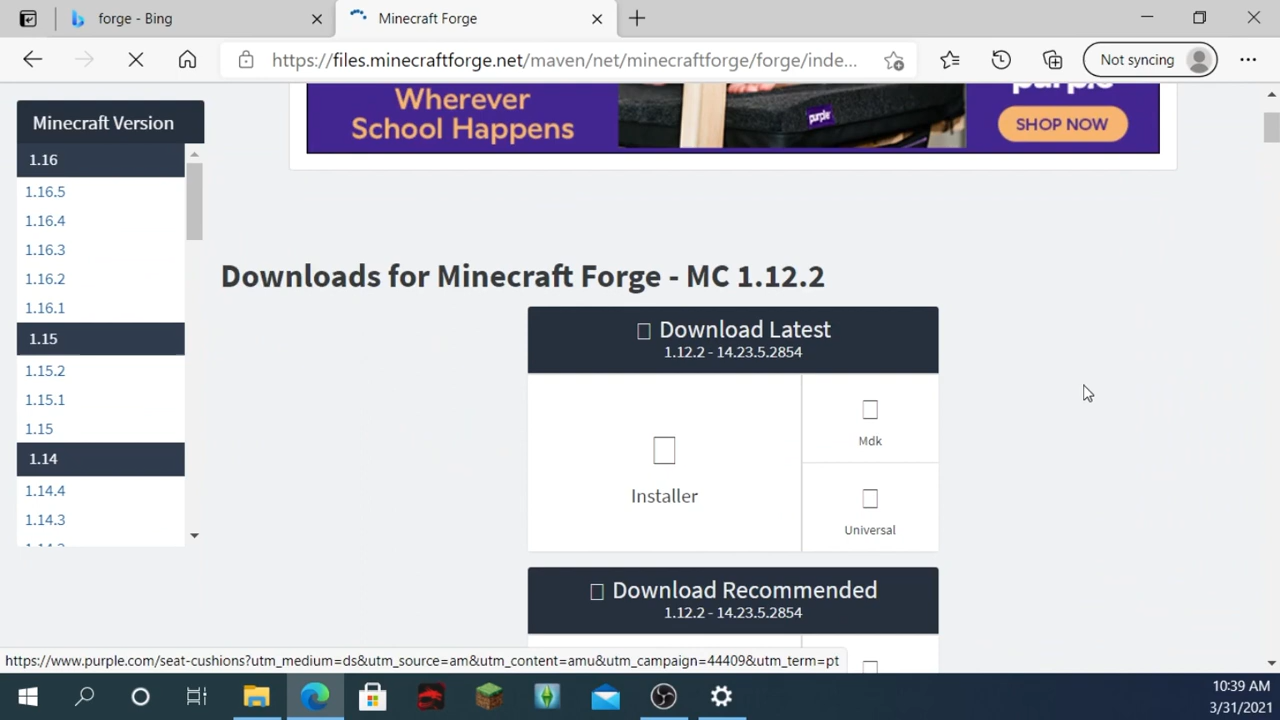 forge - Bing
Minecraft Forge
https://files.minecraftforge.net/maven/net/minecraftforge/forge/inde...
Not syncing
Wherever
School Happens
purple
purple
SHOP NOW
Minecraft Version
1.16
1.16.5
1.16.4
1.16.3
1.16.2
1.16.1
1.15
1.15.2
1.15.1
1.15
1.14
1.14.4
1.14.3
Downloads for Minecraft Forge - MC 1.12.2
Download Latest
1.12.2 - 14.23.5.2854
Installer
Mdk
Universal
Download Recommended
1.12.2 - 14.23.5.2854
https://www.purple.com/seat-cushions?utm_medium=ds&utm_source=am&utm_content=amu&utm_campaign=44409&utm_term=pt
10:39 AM
3/31/2021